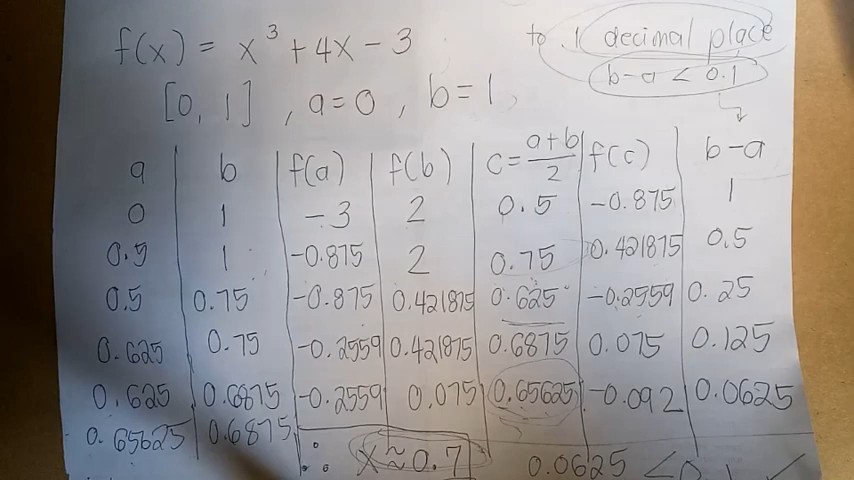 f(x) = x³ + 4x - 3 to .1 decimal place
b-a < 0.1
[0, 1] , a=0 , b=1,
a b f(a) f(b) c=(a+b)/2 f(c) b-a
0 1 -3 2 0.5 -0.875 1
0.5 1 -0.875 2 0.75 0.421875 0.5
0.5 0.75 -0.875 0.421875 0.625 -0.2559 0.25
0.625 0.75 -0.2559 0.421875 0.6875 0.075 0.125
0.625 0.6875 -0.2559 0.075 0.65625 -0.092 0.0625
0.65625 0.6875
∴ x≈0.7 0.0625 < 0.1 ✓